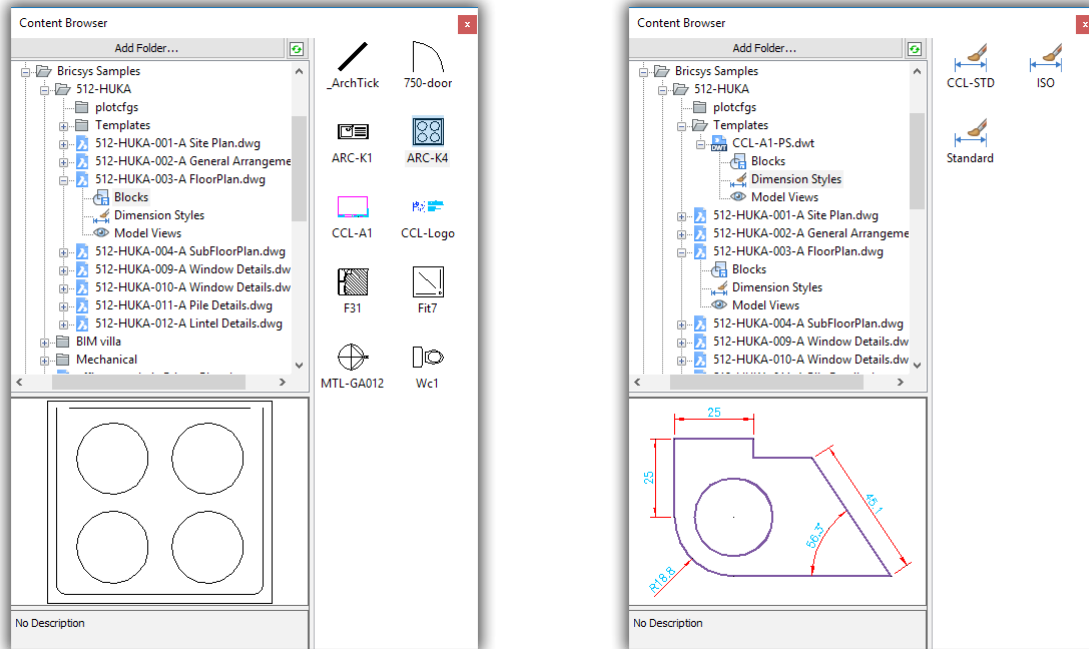 Content Browser
Add Folder...
Bricsys Samples
512-HUKA
plotcfgs
Templates
512-HUKA-001-A Site Plan.dwg
512-HUKA-002-A General Arrangeme
512-HUKA-003-A FloorPlan.dwg
Blocks
Dimension Styles
Model Views
512-HUKA-004-A SubFloorPlan.dwg
512-HUKA-009-A Window Details.dw
512-HUKA-010-A Window Details.dw
512-HUKA-011-A Pile Details.dwg
512-HUKA-012-A Lintel Details.dwg
BIM villa
Mechanical
_ArchTick 750-door
ARC-K1 ARC-K4
CCL-A1 CCL-Logo
F31 Fit7
MTL-GA012 Wc1
No Description
Content Browser
Add Folder...
Bricsys Samples
512-HUKA
plotcfgs
Templates
CCL-A1-PS.dwt
Blocks
Dimension Styles
Model Views
512-HUKA-001-A Site Plan.dwg
512-HUKA-002-A General Arrangeme
512-HUKA-003-A FloorPlan.dwg
Blocks
Dimension Styles
Model Views
512-HUKA-004-A SubFloorPlan.dwg
512-HUKA-009-A Window Details.dw
512-HUKA-010-A Window Details.dw
CCL-STD ISO
Standard
25
25
45.1
56.3°
R18.8
No Description